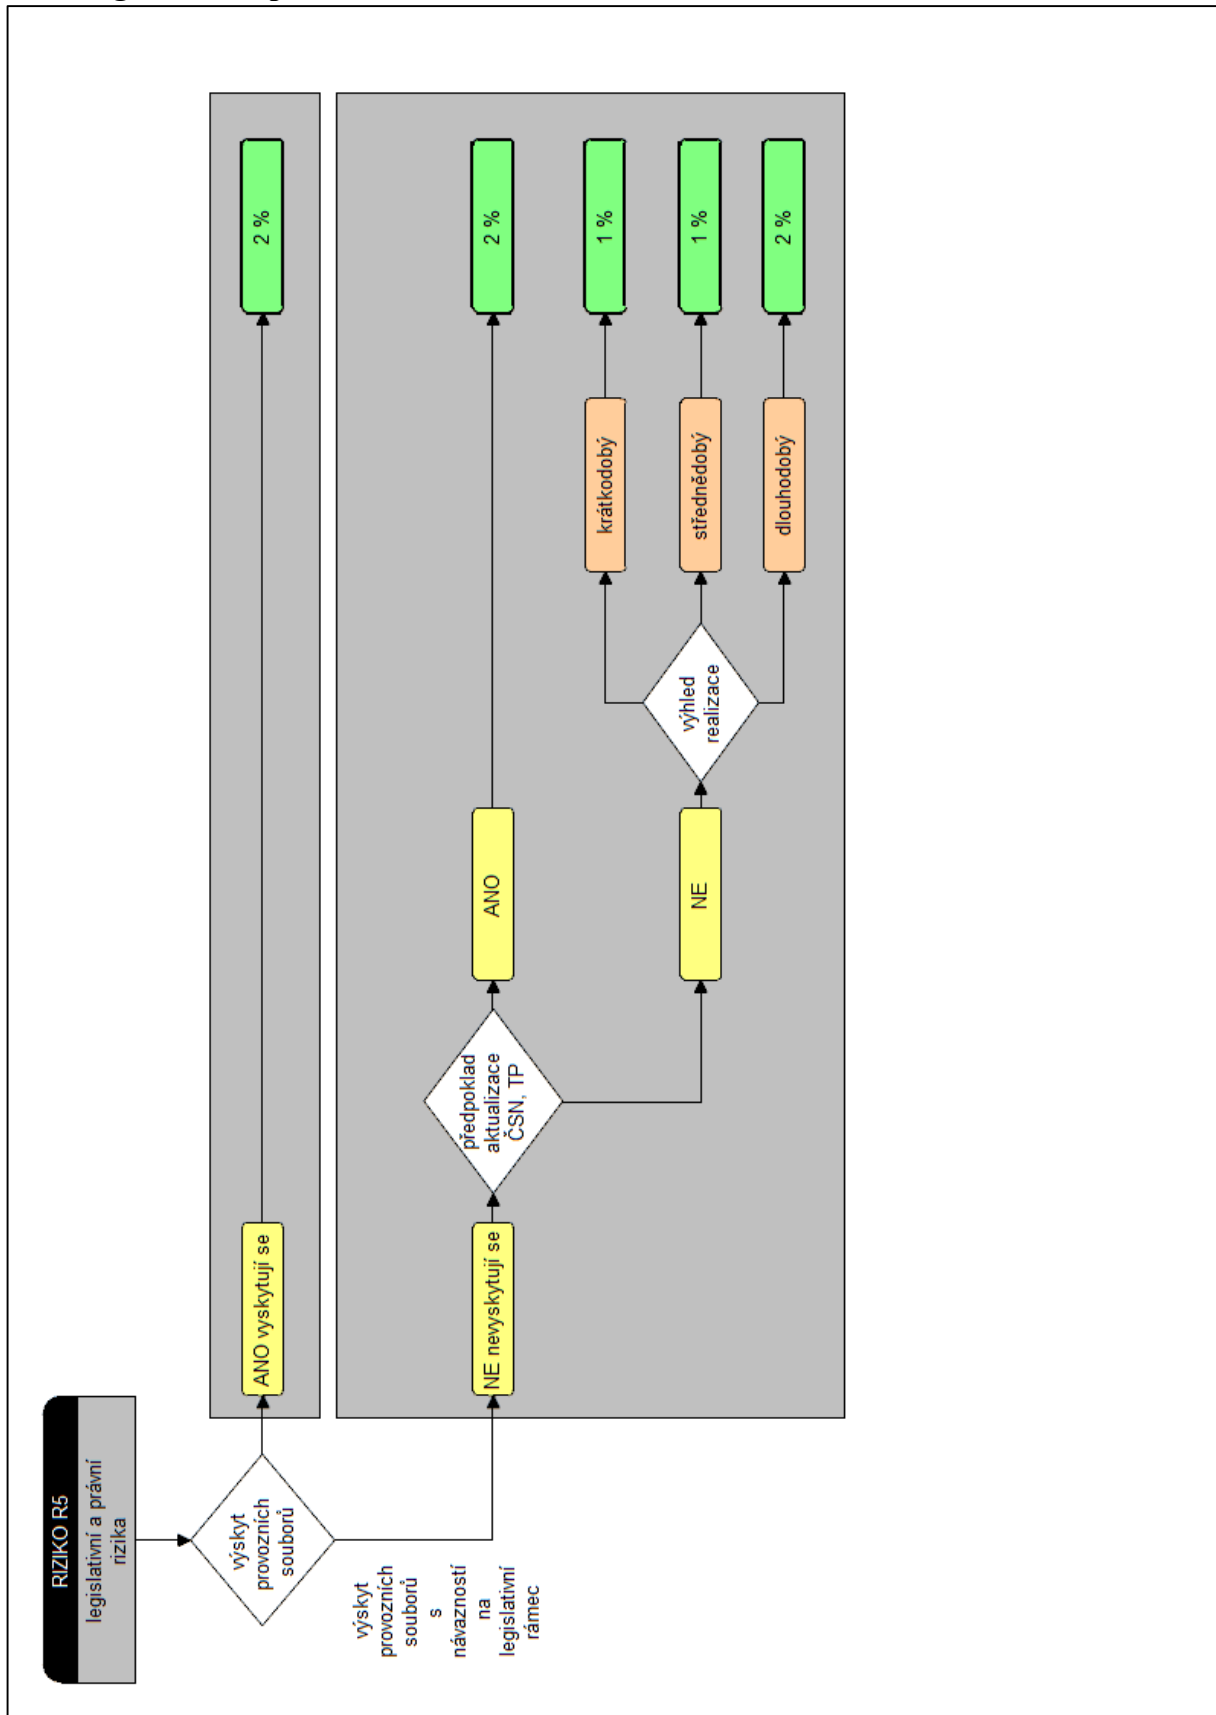 RIZIKO R5
legislativní a právní
rizika
výskyt
provozních
souborů
výskyt
provozních
souborů
s
návazností
na
legislativní
rámec
ANO vyskytují se
2 %
NE nevyskytují se
předpoklad
aktualizace
ČSN, TP
ANO
2 %
NE
výhled
realizace
krátkodobý
1 %
střednědobý
1 %
dlouhodobý
2 %